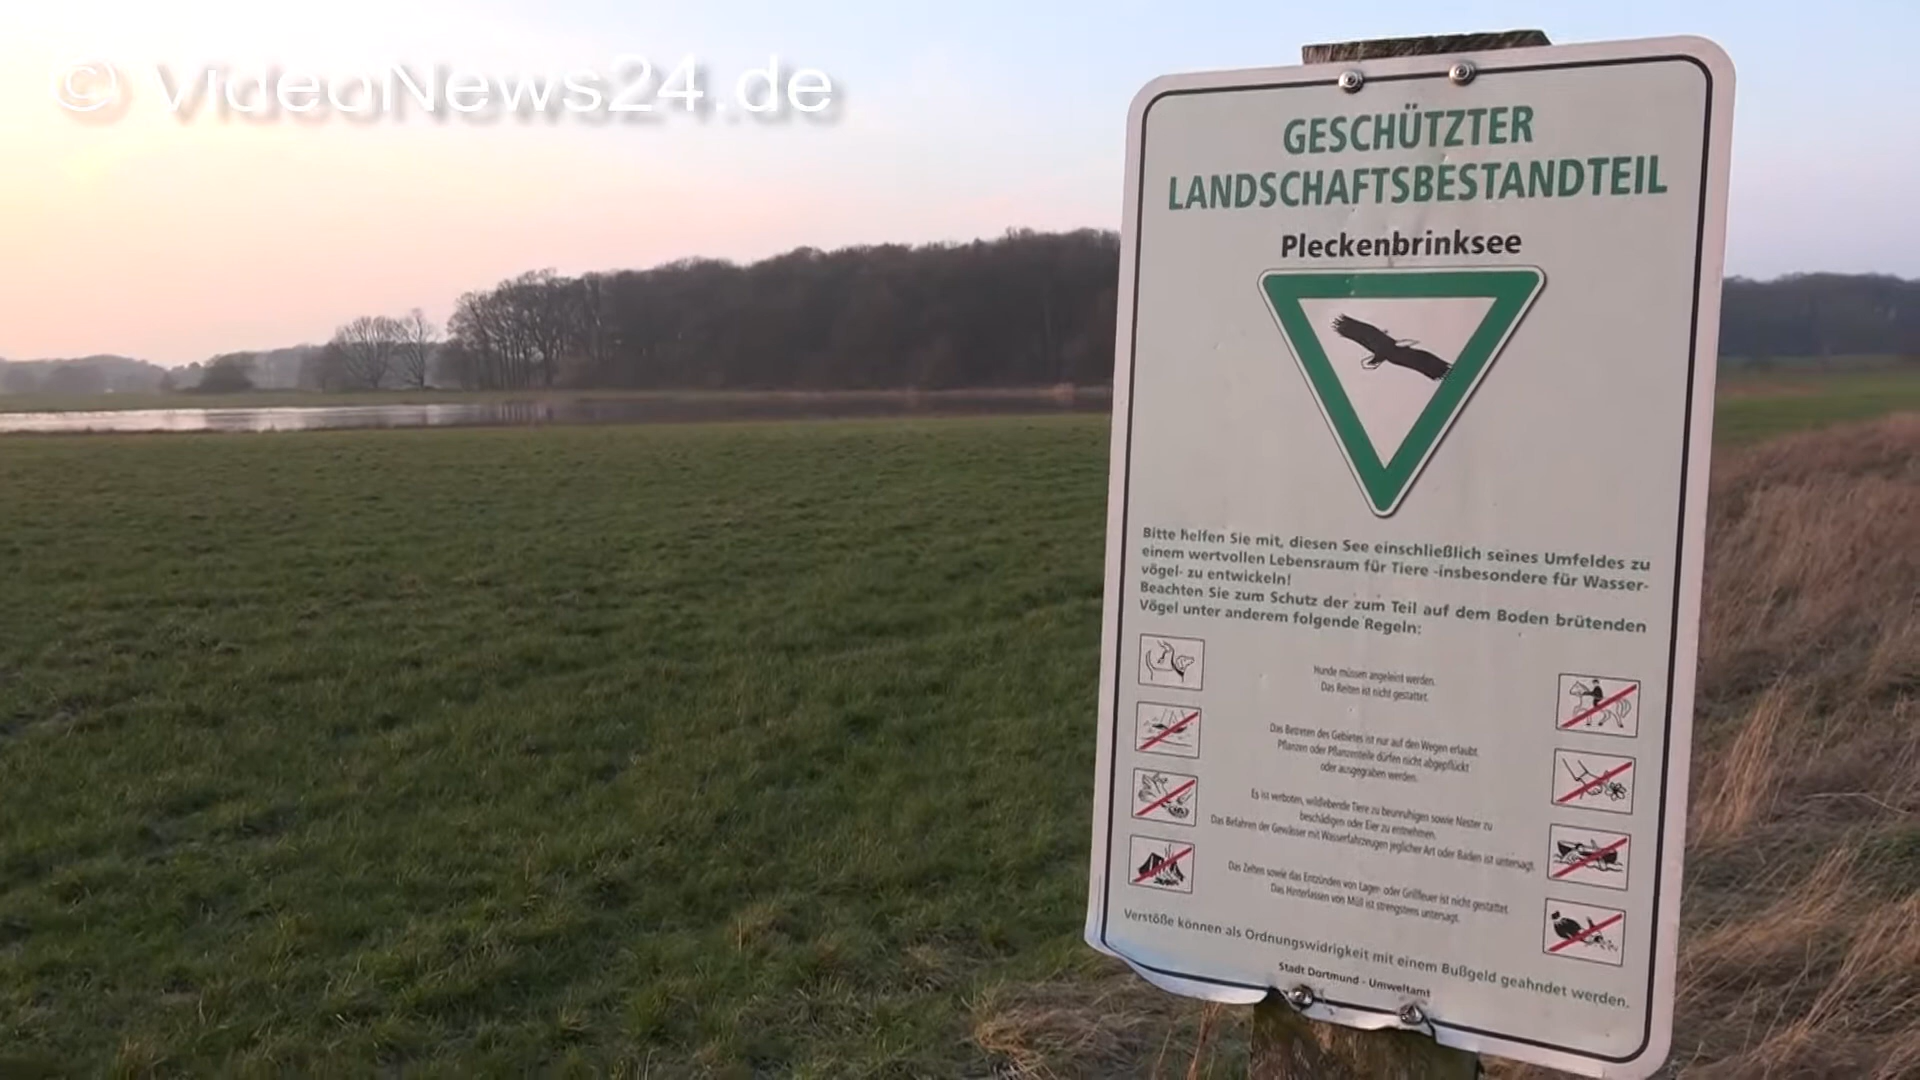 © VideoNews24.de
GESCHÜTZTER
LANDSCHAFTSBESTANDTEIL
Pleckenbrinksee
Bitte helfen Sie mit, diesen See einschließlich seines Umfeldes zu
einem wertvollen Lebensraum für Tiere -insbesondere für Wasser-
vögel- zu entwickeln!
Beachten Sie zum Schutz der zum Teil auf dem Boden brütenden
Vögel unter anderem folgende Regeln:
Hunde müssen angeleint werden.
Das Reiten ist nicht gestattet.
Das Betreten des Gebietes ist nur auf den Wegen erlaubt.
Pflanzen oder Pflanzenteile dürfen nicht abgepflückt
oder ausgegraben werden.
Es ist verboten, wildlebende Tiere zu beunruhigen sowie Nester zu
beschädigen oder Eier zu entnehmen.
Das Befahren der Gewässer mit Wasserfahrzeugen jeglicher Art oder Baden ist untersagt.
Das Zelten sowie das Entzünden von Lager- oder Grillfeuer ist nicht gestattet.
Das Hinterlassen von Müll ist strengstens untersagt.
Verstöße können als Ordnungswidrigkeit mit einem Bußgeld geahndet werden.
Stadt Dortmund - Umweltamt